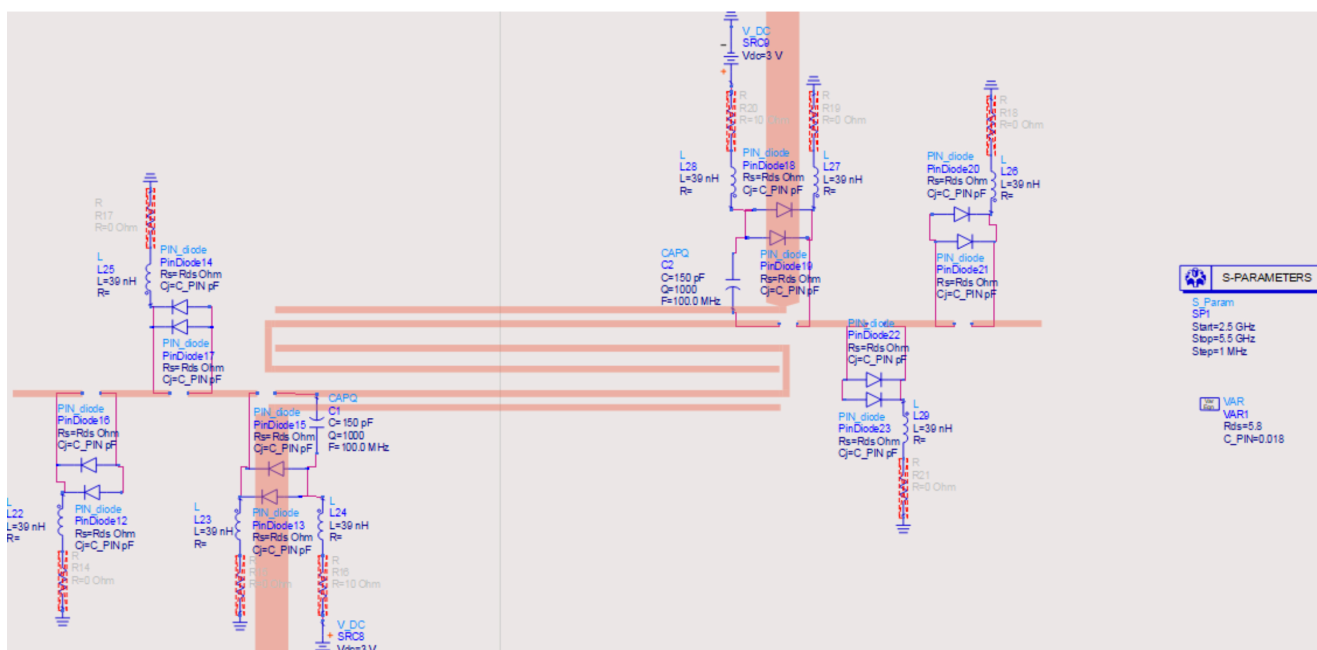 V_DC
SRC9
Vdc=3 V
R
R20
R=10 Ohm
R
R19
R=0 Ohm
R
R18
R=0 Ohm
L
L28
L=39 nH
R=
PIN_diode
PinDiode18
Rs=Rds Ohm
Cj=C_PIN pF
L
L27
L=39 nH
R=
PIN_diode
PinDiode20
Rs=Rds Ohm
Cj=C_PIN pF
L
L26
L=39 nH
R=
R
R17
R=0 Ohm
L
L25
L=39 nH
R=
PIN_diode
PinDiode14
Rs=Rds Ohm
Cj=C_PIN pF
PIN_diode
PinDiode17
Rs=Rds Ohm
Cj=C_PIN pF
CAPQ
C2
C=150 pF
Q=1000
F=100.0 MHz
PIN_diode
PinDiode19
Rs=Rds Ohm
Cj=C_PIN pF
PIN_diode
PinDiode21
Rs=Rds Ohm
Cj=C_PIN pF
S-PARAMETERS
S_Param
SP1
Start=2.5 GHz
Stop=5.5 GHz
Step=1 MHz
PIN_diode
PinDiode22
Rs=Rds Ohm
Cj=C_PIN pF
PIN_diode
PinDiode23
Rs=Rds Ohm
Cj=C_PIN pF
L
L29
L=39 nH
R=
R
R21
R=0 Ohm
VAR
VAR1
Rds=5.8
C_PIN=0.018
PIN_diode
PinDiode16
Rs=Rds Ohm
Cj=C_PIN pF
PIN_diode
PinDiode15
Rs=Rds Ohm
Cj=C_PIN pF
CAPQ
C1
C=150 pF
Q=1000
F=100.0 MHz
L
L22
L=39 nH
R=
PIN_diode
PinDiode12
Rs=Rds Ohm
Cj=C_PIN pF
L
L23
L=39 nH
R=
PIN_diode
PinDiode13
Rs=Rds Ohm
Cj=C_PIN pF
L
L24
L=39 nH
R=
R
R14
R=0 Ohm
R
Ohm
R
R16
R=10 Ohm
V_DC
SRC8
Vdc=3 V